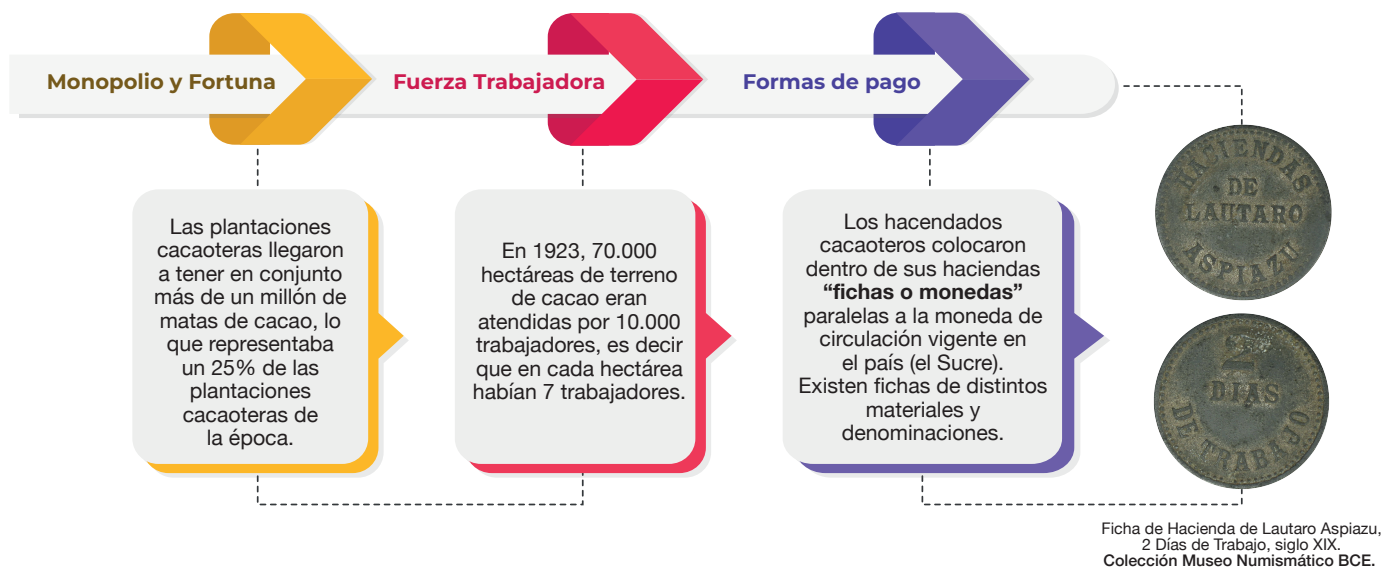 Monopolio y Fortuna
Fuerza Trabajadora
Formas de pago
Las plantaciones
cacaoteras llegaron
a tener en conjunto
más de un millón de
matas de cacao, lo
que representaba
un 25% de las
plantaciones
cacaoteras de
la época.
En 1923, 70.000
hectáreas de terreno
de cacao eran
atendidas por 10.000
trabajadores, es decir
que en cada hectárea
habían 7 trabajadores.
Los hacendados
cacaoteros colocaron
dentro de sus haciendas
“fichas o monedas”
paralelas a la moneda de
circulación vigente en
el país (el Sucre).
Existen fichas de distintos
materiales y
denominaciones.
HACIENDAS
DE
LAUTARO
ASPIAZU
2
DIAS
DE TRABAJO
Ficha de Hacienda de Lautaro Aspiazu,
2 Días de Trabajo, siglo XIX.
Colección Museo Numismático BCE.